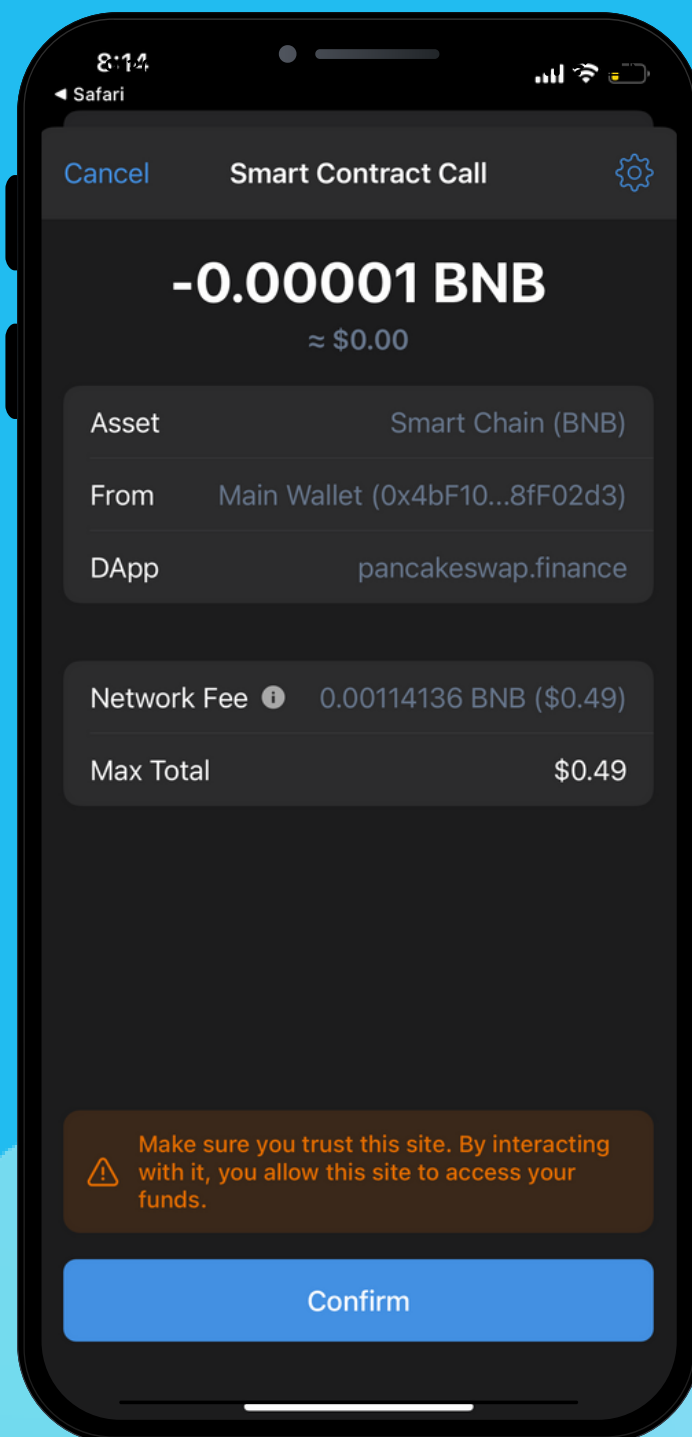 8:14
◀ Safari
Cancel Smart Contract Call
-0.00001 BNB
≈ $0.00
Asset Smart Chain (BNB)
From Main Wallet (0x4bF10...8fF02d3)
DApp pancakeswap.finance
Network Fee 0.00114136 BNB ($0.49)
Max Total $0.49
Make sure you trust this site. By interacting
with it, you allow this site to access your
funds.
Confirm